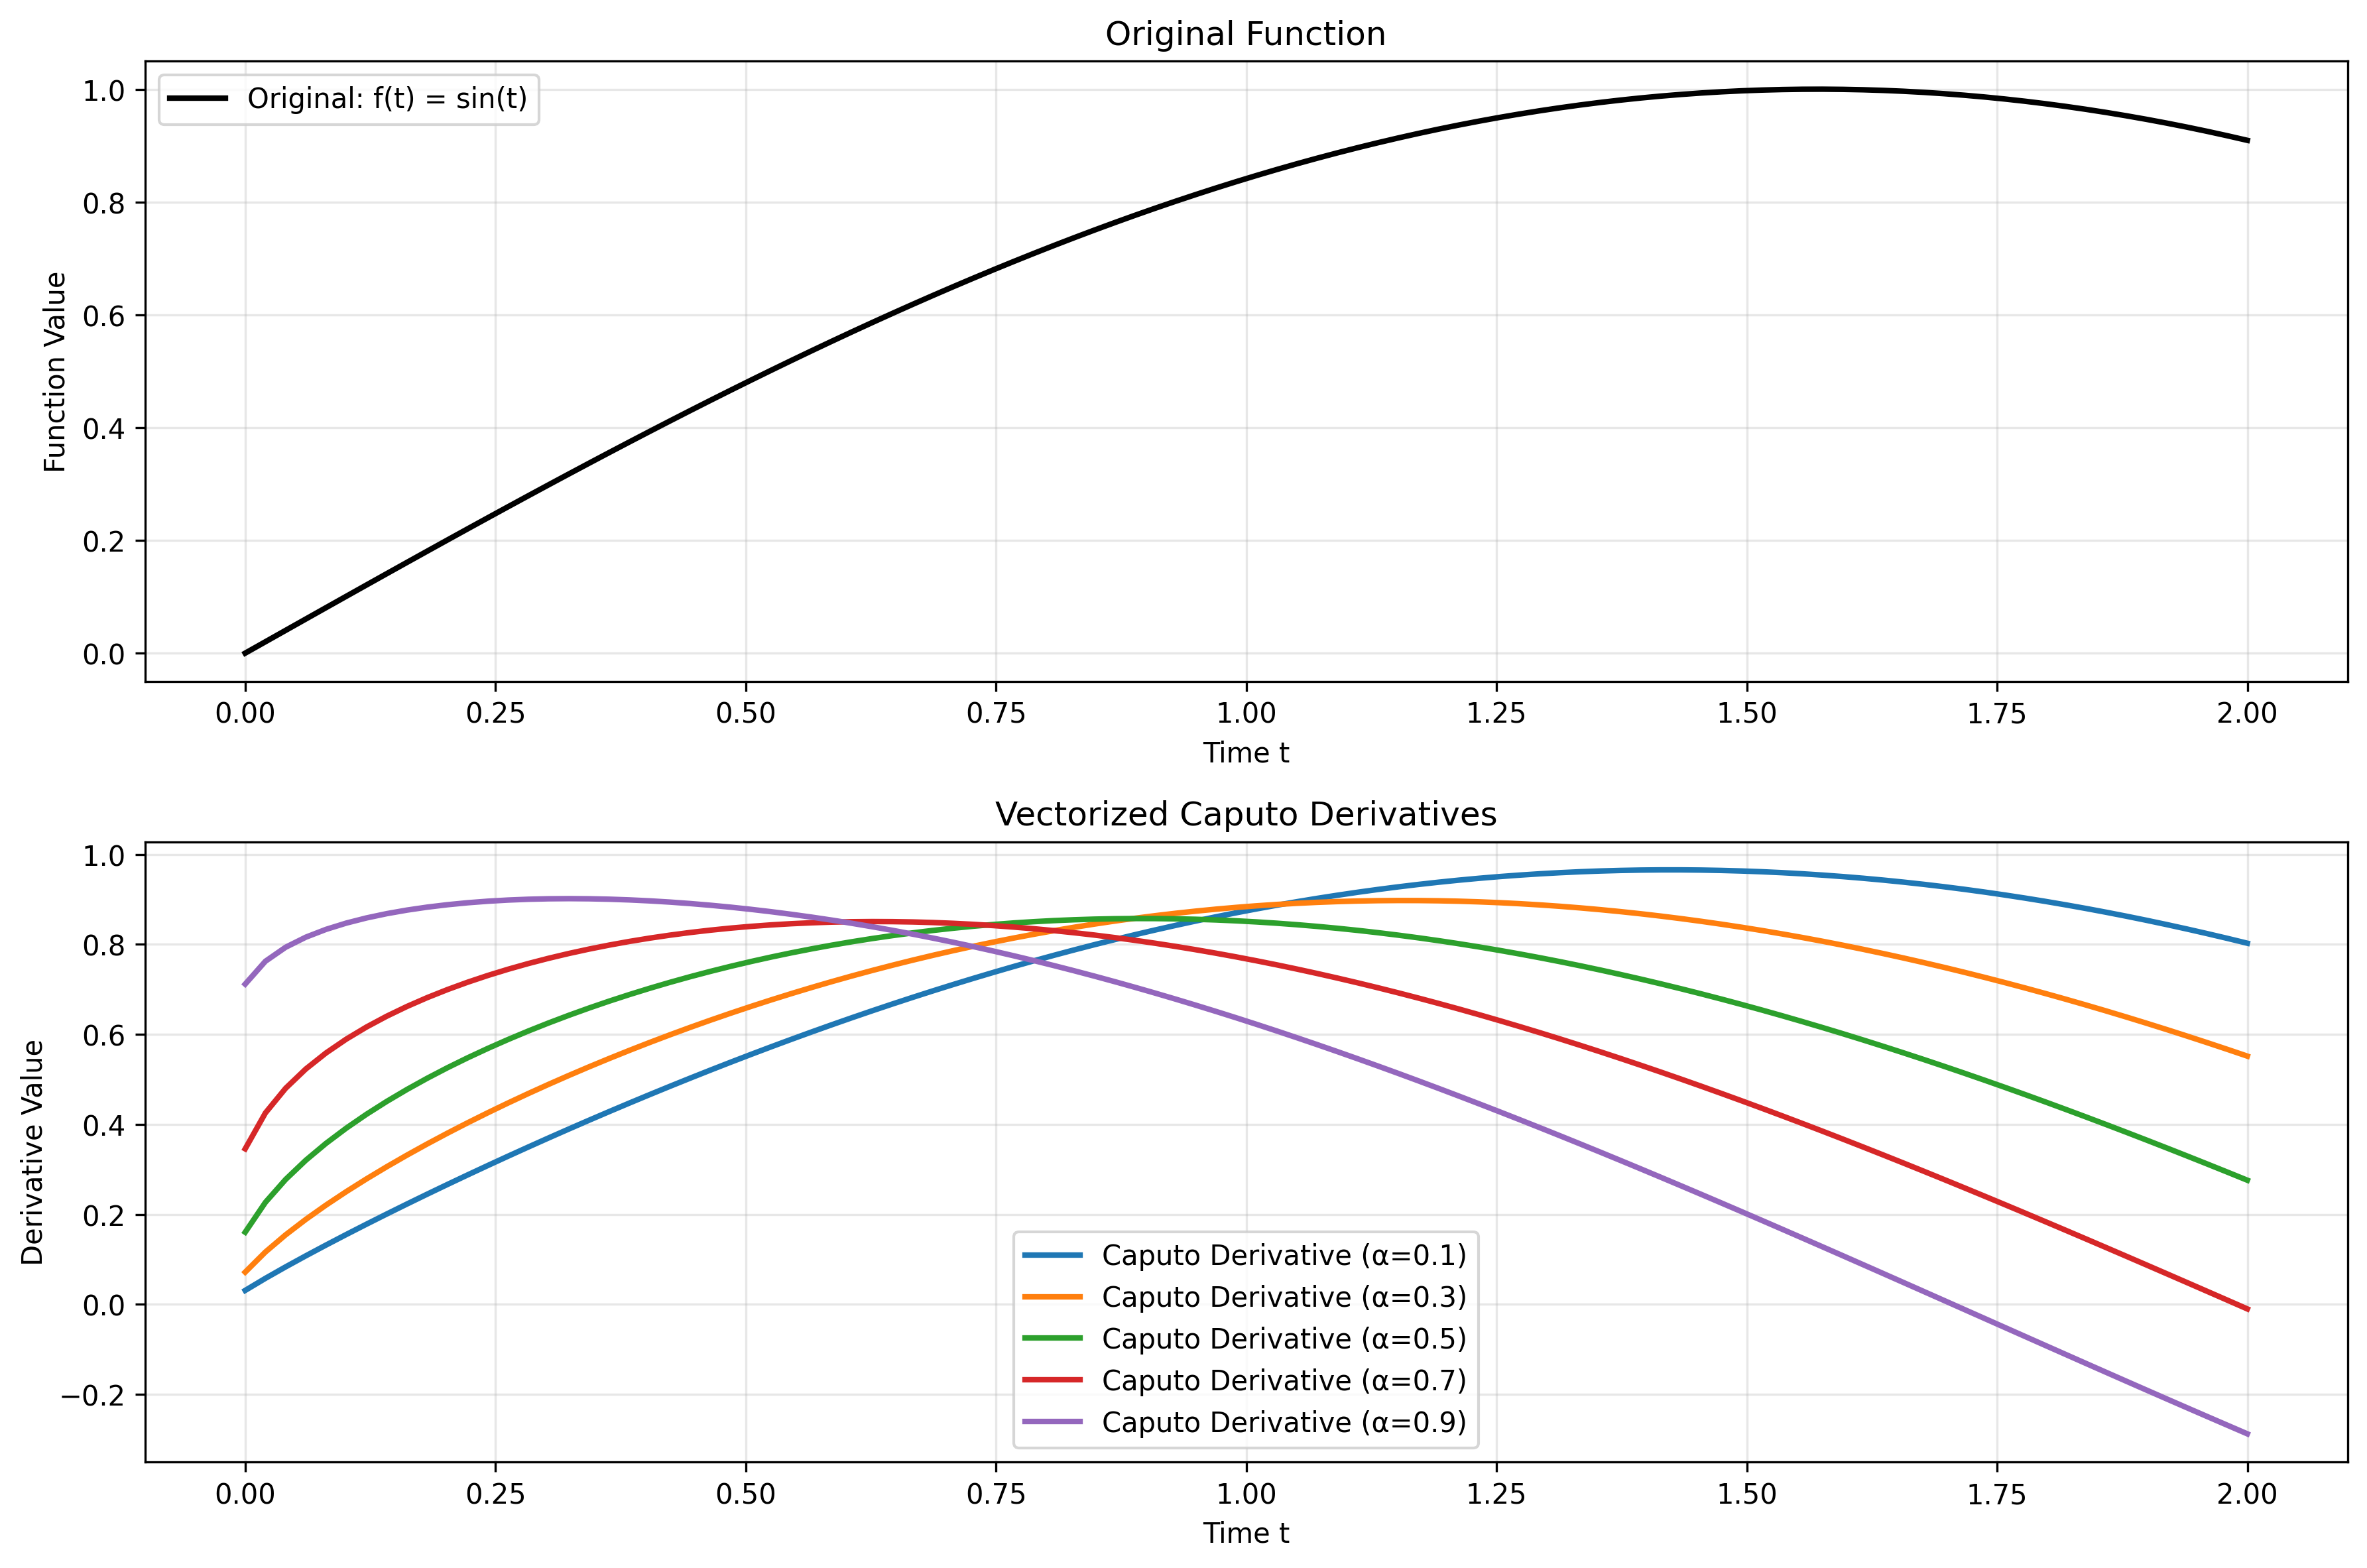 Original Function
Original: f(t) = sin(t)
Function Value
1.0
0.8
0.6
0.4
0.2
0.0
0.00 0.25 0.50 0.75 1.00 1.25 1.50 1.75 2.00
Time t
Vectorized Caputo Derivatives
Derivative Value
1.0
0.8
0.6
0.4
0.2
0.0
−0.2
Caputo Derivative (α=0.1)
Caputo Derivative (α=0.3)
Caputo Derivative (α=0.5)
Caputo Derivative (α=0.7)
Caputo Derivative (α=0.9)
0.00 0.25 0.50 0.75 1.00 1.25 1.50 1.75 2.00
Time t